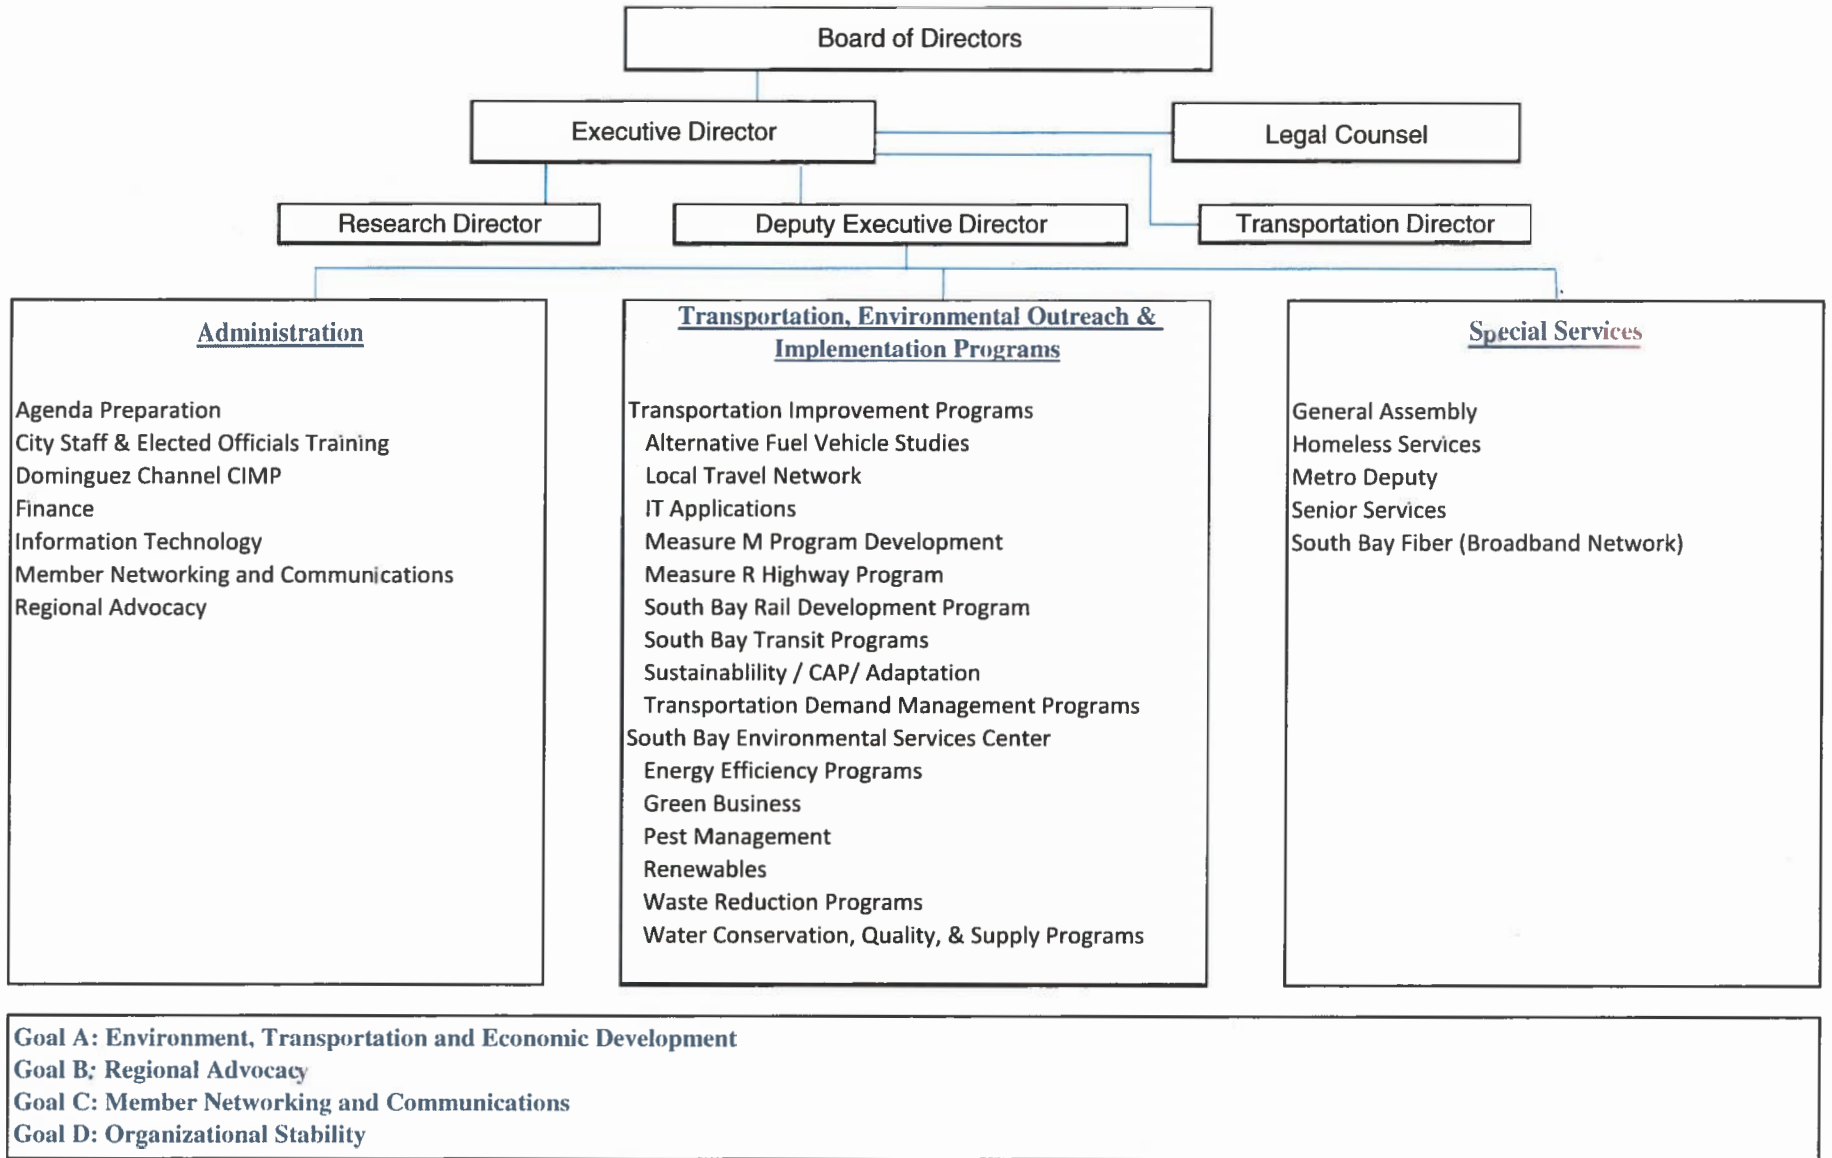 Board of Directors
Executive Director
Legal Counsel
Research Director
Deputy Executive Director
Transportation Director
Administration
Agenda Preparation
City Staff & Elected Officials Training
Dominguez Channel CIMP
Finance
Information Technology
Member Networking and Communications
Regional Advocacy
Transportation, Environmental Outreach &
Implementation Programs
Transportation Improvement Programs
Alternative Fuel Vehicle Studies
Local Travel Network
IT Applications
Measure M Program Development
Measure R Highway Program
South Bay Rail Development Program
South Bay Transit Programs
Sustainablility / CAP/ Adaptation
Transportation Demand Management Programs
South Bay Environmental Services Center
Energy Efficiency Programs
Green Business
Pest Management
Renewables
Waste Reduction Programs
Water Conservation, Quality, & Supply Programs
Special Services
General Assembly
Homeless Services
Metro Deputy
Senior Services
South Bay Fiber (Broadband Network)
Goal A: Environment, Transportation and Economic Development
Goal B: Regional Advocacy
Goal C: Member Networking and Communications
Goal D: Organizational Stability